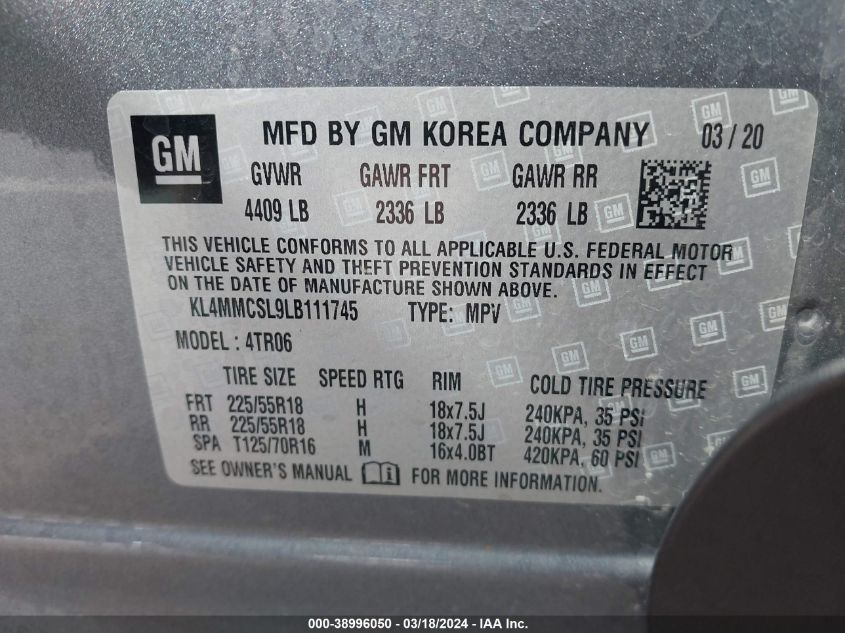 GM MFD BY GM KOREA COMPANY 03 / 20
GVWR GAWR FRT GAWR RR
4409 LB 2336 LB 2336 LB
THIS VEHICLE CONFORMS TO ALL APPLICABLE U.S. FEDERAL MOTOR
VEHICLE SAFETY AND THEFT PREVENTION STANDARDS IN EFFECT
ON THE DATE OF MANUFACTURE SHOWN ABOVE.
KL4MMCSL9LB111745 TYPE: MPV
MODEL : 4TR06
TIRE SIZE SPEED RTG RIM COLD TIRE PRESSURE
FRT 225/55R18 H 18x7.5J 240KPA, 35 PSi
RR 225/55R18 H 18x7.5J 240KPA, 35 PSi
SPA T125/70R16 M 16x4.0BT 420KPA, 60 PSi
SEE OWNER'S MANUAL i FOR MORE INFORMATION.
000-38996050 - 03/18/2024 - IAA Inc.